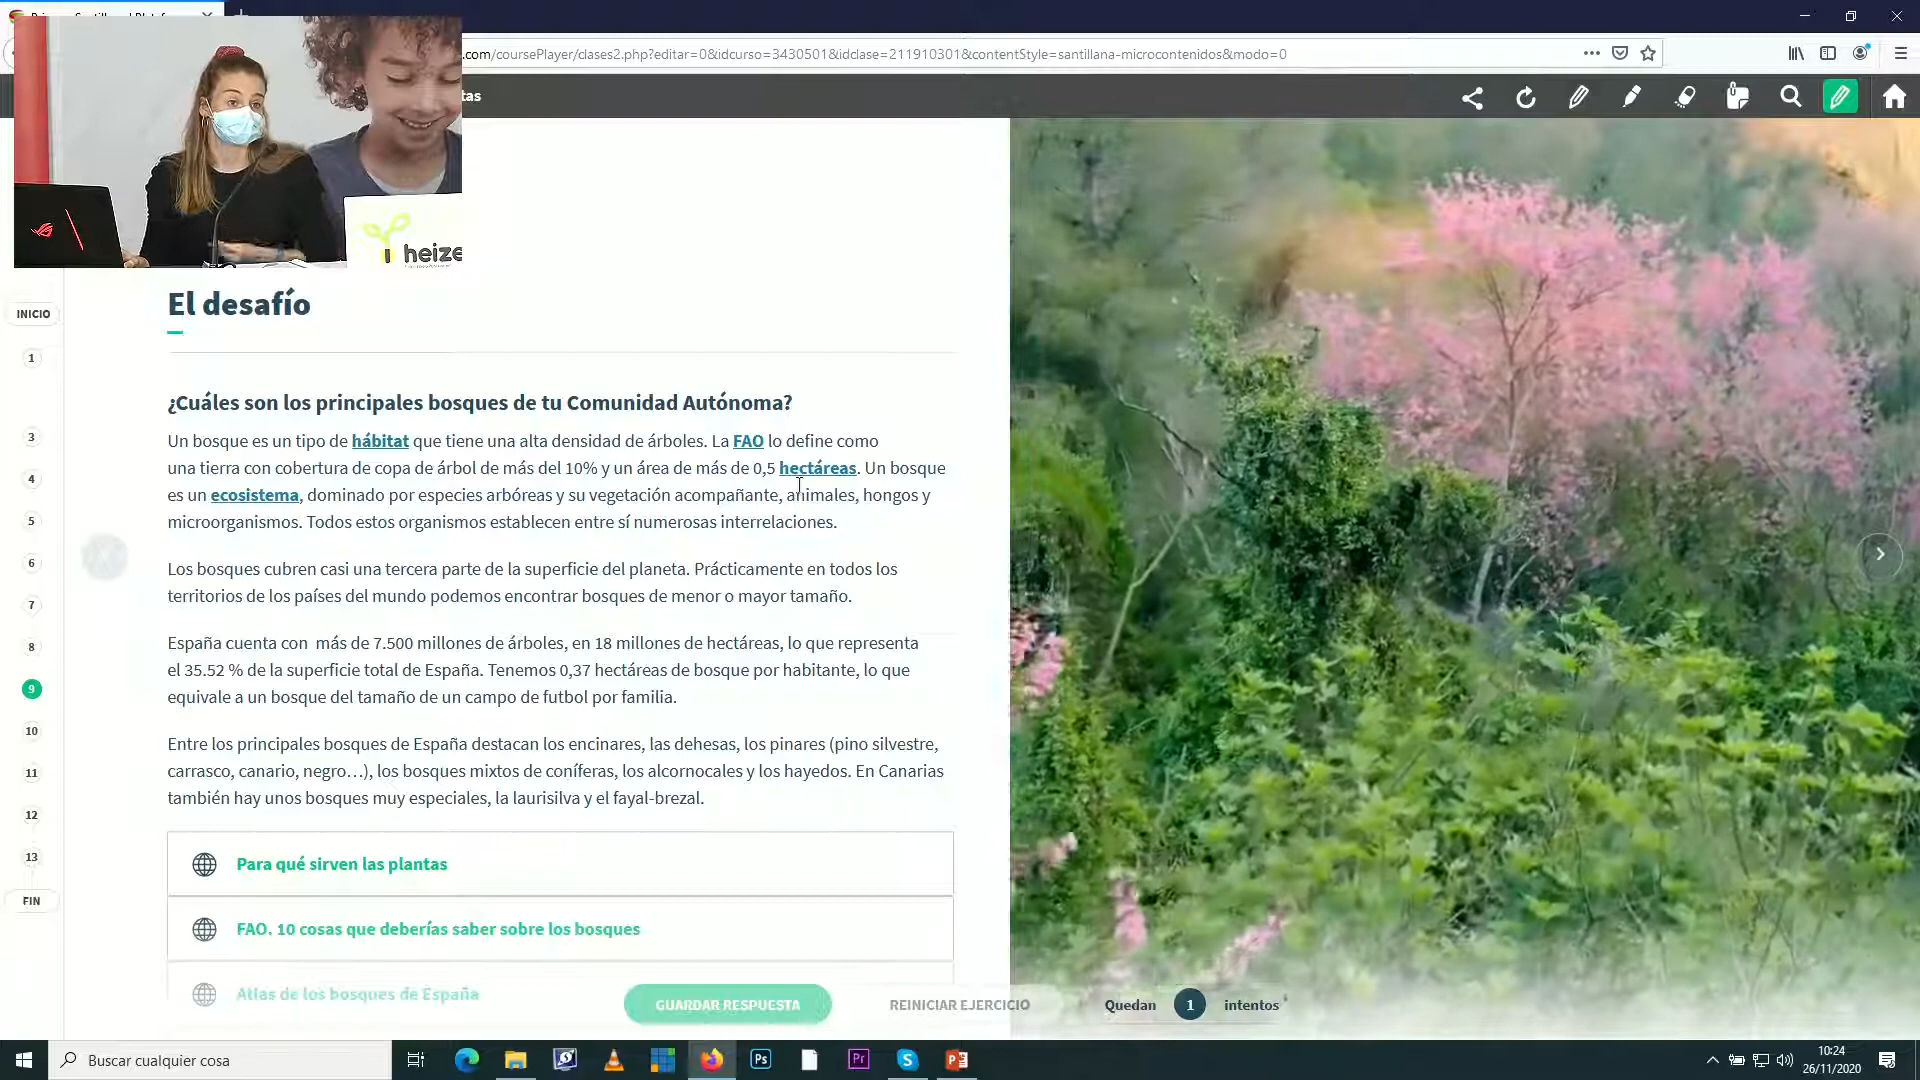 .com/coursePlayer/clases2.php?editar=0&idcurso=3430501&idclase=211910301&contentStyle=santillana-microcontenidos&modo=0
tas
heize
El desafío
INICIO
1
3
4
5
6
7
8
9
10
11
12
13
FIN
¿Cuáles son los principales bosques de tu Comunidad Autónoma?
Un bosque es un tipo de hábitat que tiene una alta densidad de árboles. La FAO lo define como
una tierra con cobertura de copa de árbol de más del 10% y un área de más de 0,5 hectáreas. Un bosque
es un ecosistema, dominado por especies arbóreas y su vegetación acompañante, animales, hongos y
microorganismos. Todos estos organismos establecen entre sí numerosas interrelaciones.
Los bosques cubren casi una tercera parte de la superficie del planeta. Prácticamente en todos los
territorios de los países del mundo podemos encontrar bosques de menor o mayor tamaño.
España cuenta con más de 7.500 millones de árboles, en 18 millones de hectáreas, lo que representa
el 35.52 % de la superficie total de España. Tenemos 0,37 hectáreas de bosque por habitante, lo que
equivale a un bosque del tamaño de un campo de futbol por familia.
Entre los principales bosques de España destacan los encinares, las dehesas, los pinares (pino silvestre,
carrasco, canario, negro…), los bosques mixtos de coníferas, los alcornocales y los hayedos. En Canarias
también hay unos bosques muy especiales, la laurisilva y el fayal-brezal.
Para qué sirven las plantas
FAO. 10 cosas que deberías saber sobre los bosques
Atlas de los bosques de España
GUARDAR RESPUESTA
REINICIAR EJERCICIO
Quedan 1 intentos
Buscar cualquier cosa
Ps
Pr
10:24
26/11/2020